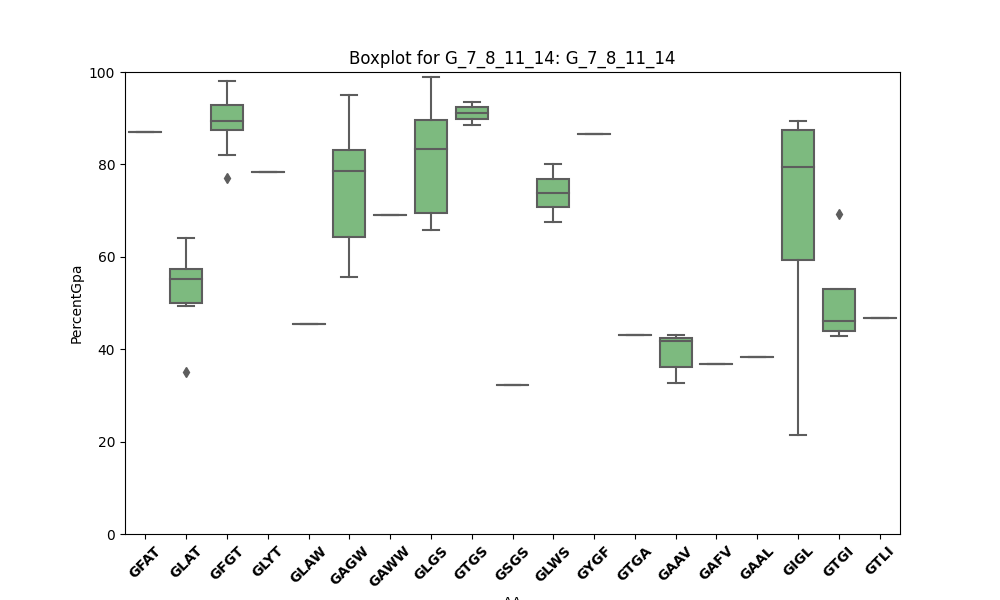 Boxplot for G_7_8_11_14: G_7_8_11_14
100
80
60
40
20
0
PercentGpa
GFAT GLAT GFGT GLYT GLAW GAGW GAWW GLGS GTGS GSGS GLWS GYGF GTGA GAAV GAFV GAAL GIGL GTGI GTLI